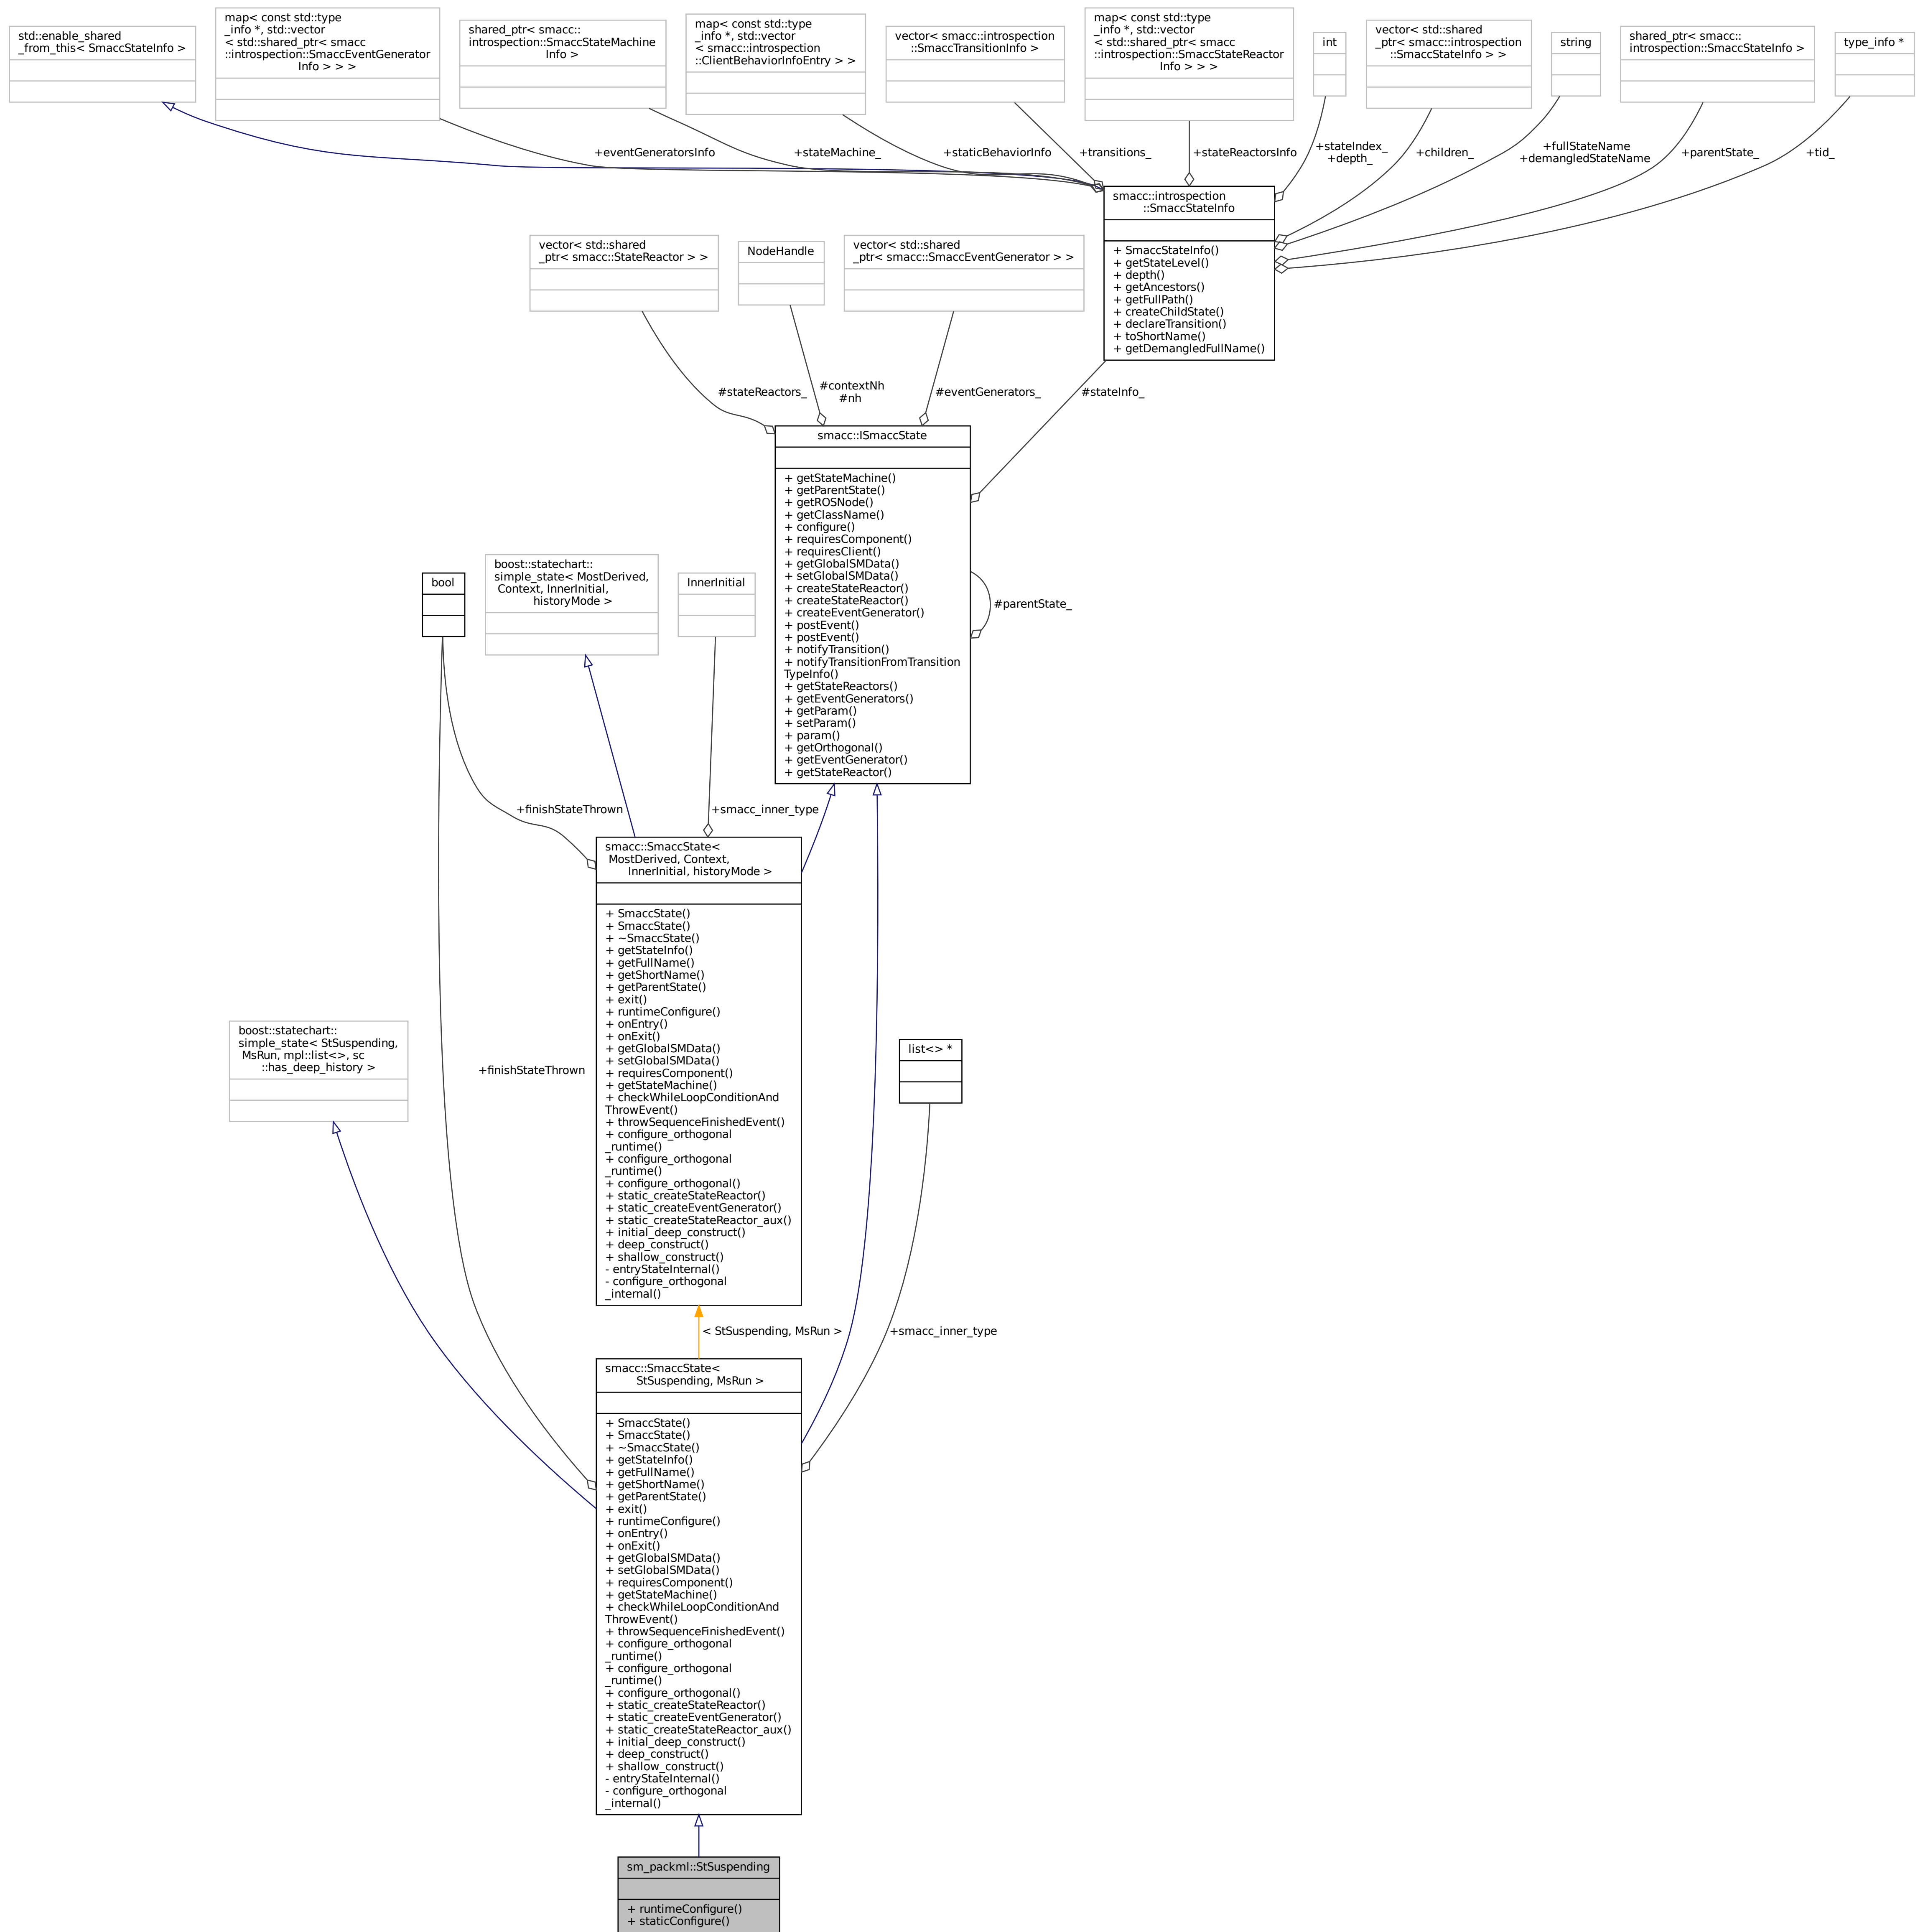 std::enable_shared
_from_this< SmaccStateInfo >
map< const std::type
_info *, std::vector
< std::shared_ptr< smacc
::introspection::SmaccEventGenerator
Info > > >
shared_ptr< smacc::
introspection::SmaccStateMachine
Info >
map< const std::type
_info *, std::vector
< smacc::introspection
::ClientBehaviorInfoEntry > >
vector< smacc::introspection
::SmaccTransitionInfo >
map< const std::type
_info *, std::vector
< std::shared_ptr< smacc
::introspection::SmaccStateReactor
Info > > >
int
vector< std::shared
_ptr< smacc::introspection
::SmaccStateInfo > >
string
shared_ptr< smacc::
introspection::SmaccStateInfo >
type_info *
+eventGeneratorsInfo
+stateMachine_
+staticBehaviorInfo
+transitions_
+stateReactorsInfo
+stateIndex_
+depth_
+children_
+fullStateName
+demangledStateName
+parentState_
+tid_
smacc::introspection
::SmaccStateInfo
+ SmaccStateInfo()
+ getStateLevel()
+ depth()
+ getAncestors()
+ getFullPath()
+ createChildState()
+ declareTransition()
+ toShortName()
+ getDemangledFullName()
vector< std::shared
_ptr< smacc::StateReactor > >
NodeHandle
vector< std::shared
_ptr< smacc::SmaccEventGenerator > >
#stateReactors_
#contextNh
#nh
#eventGenerators_
#stateInfo_
smacc::ISmaccState
+ getStateMachine()
+ getParentState()
+ getROSNode()
+ getClassName()
+ configure()
+ requiresComponent()
+ requiresClient()
+ getGlobalSMData()
+ setGlobalSMData()
+ createStateReactor()
+ createStateReactor()
+ createEventGenerator()
+ postEvent()
+ postEvent()
+ notifyTransition()
+ notifyTransitionFromTransition
TypeInfo()
+ getStateReactors()
+ getEventGenerators()
+ getParam()
+ setParam()
+ param()
+ getOrthogonal()
+ getEventGenerator()
+ getStateReactor()
#parentState_
bool
boost::statechart::
simple_state< MostDerived,
Context, InnerInitial,
historyMode >
InnerInitial
+finishStateThrown
+smacc_inner_type
smacc::SmaccState<
MostDerived, Context,
InnerInitial, historyMode >
+ SmaccState()
+ SmaccState()
+ ~SmaccState()
+ getStateInfo()
+ getFullName()
+ getShortName()
+ getParentState()
+ exit()
+ runtimeConfigure()
+ onEntry()
+ onExit()
+ getGlobalSMData()
+ setGlobalSMData()
+ requiresComponent()
+ getStateMachine()
+ checkWhileLoopConditionAnd
ThrowEvent()
+ throwSequenceFinishedEvent()
+ configure_orthogonal
_runtime()
+ configure_orthogonal
_runtime()
+ configure_orthogonal()
+ static_createStateReactor()
+ static_createEventGenerator()
+ static_createStateReactor_aux()
+ initial_deep_construct()
+ deep_construct()
+ shallow_construct()
- entryStateInternal()
- configure_orthogonal
_internal()
boost::statechart::
simple_state< StSuspending,
MsRun, mpl::list<>, sc
::has_deep_history >
+finishStateThrown
list<> *
< StSuspending, MsRun >
+smacc_inner_type
smacc::SmaccState<
StSuspending, MsRun >
+ SmaccState()
+ SmaccState()
+ ~SmaccState()
+ getStateInfo()
+ getFullName()
+ getShortName()
+ getParentState()
+ exit()
+ runtimeConfigure()
+ onEntry()
+ onExit()
+ getGlobalSMData()
+ setGlobalSMData()
+ requiresComponent()
+ getStateMachine()
+ checkWhileLoopConditionAnd
ThrowEvent()
+ throwSequenceFinishedEvent()
+ configure_orthogonal
_runtime()
+ configure_orthogonal
_runtime()
+ configure_orthogonal()
+ static_createStateReactor()
+ static_createEventGenerator()
+ static_createStateReactor_aux()
+ initial_deep_construct()
+ deep_construct()
+ shallow_construct()
- entryStateInternal()
- configure_orthogonal
_internal()
sm_packml::StSuspending
+ runtimeConfigure()
+ staticConfigure()